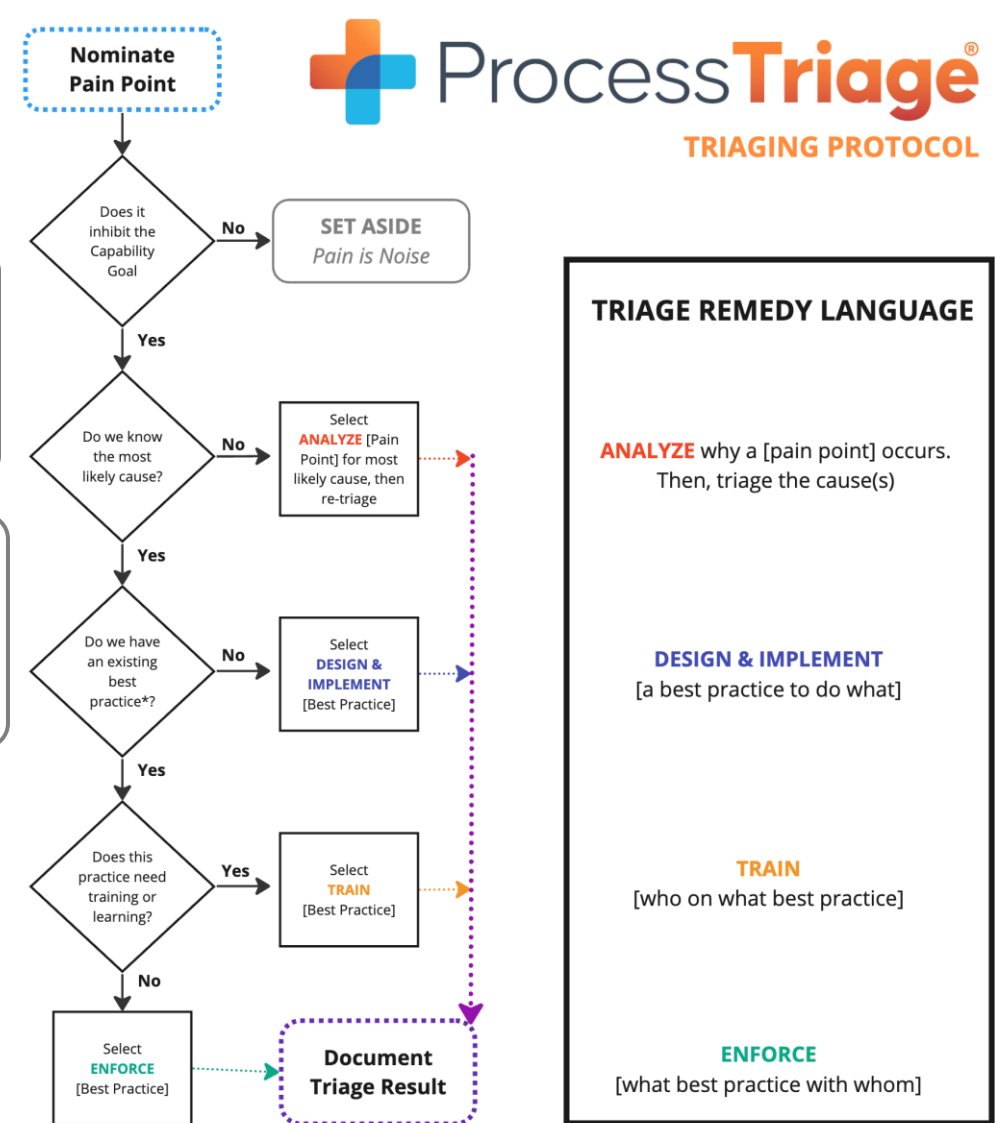 Nominate
Pain Point
ProcessTriage®
TRIAGING PROTOCOL
Does it
inhibit the
Capability
Goal
No
SET ASIDE
Pain is Noise
Yes
Do we know
the most
likely cause?
No
Select
ANALYZE [Pain
Point] for most
likely cause, then
re-triage
Yes
Do we have
an existing
best
practice*?
No
Select
DESIGN &
IMPLEMENT
[Best Practice]
Yes
Does this
practice need
training or
learning?
Yes
Select
TRAIN
[Best Practice]
No
Select
ENFORCE
[Best Practice]
Document
Triage Result
TRIAGE REMEDY LANGUAGE
ANALYZE why a [pain point] occurs.
Then, triage the cause(s)
DESIGN & IMPLEMENT
[a best practice to do what]
TRAIN
[who on what best practice]
ENFORCE
[what best practice with whom]